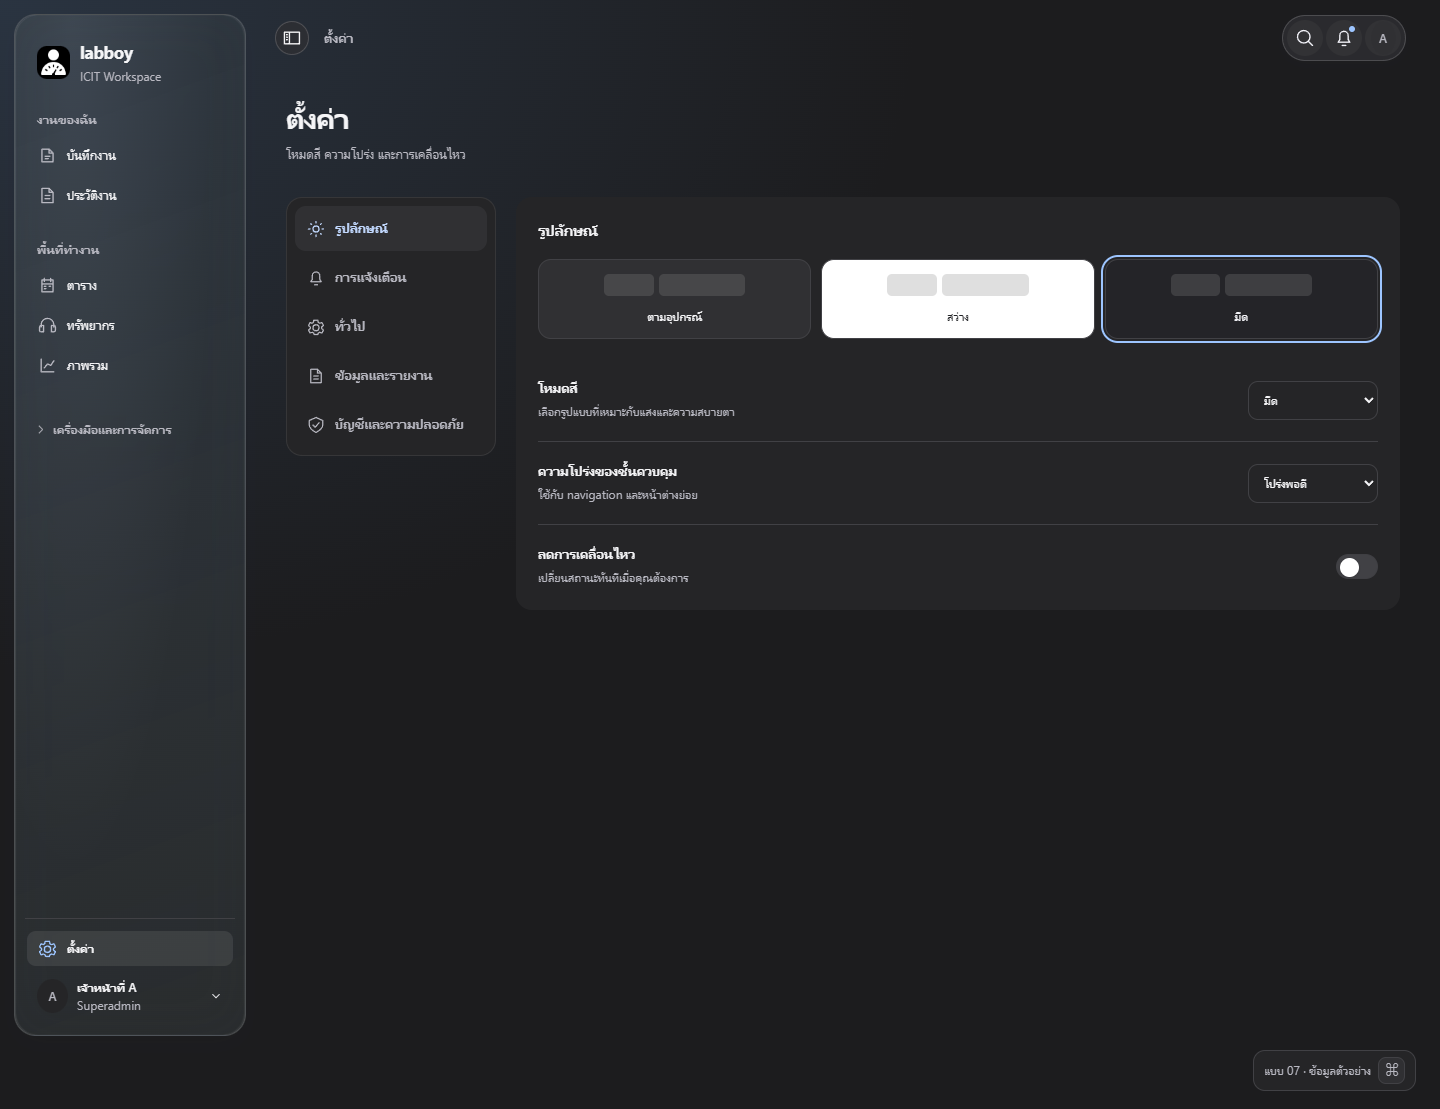 labboy
ICIT Workspace
งานของฉัน
บันทึกงาน
ประวัติงาน
พื้นที่ทำงาน
ตาราง
ทรัพยากร
ภาพรวม
เครื่องมือและการจัดการ
ตั้งค่า
A
เจ้าหน้าที่ A
Superadmin
ตั้งค่า
A
ตั้งค่า
โหมดสี ความโปร่ง และการเคลื่อนไหว
รูปลักษณ์
การแจ้งเตือน
ทั่วไป
ข้อมูลและรายงาน
บัญชีและความปลอดภัย
รูปลักษณ์
ตามอุปกรณ์
สว่าง
มืด
โหมดสี
เลือกรูปแบบที่เหมาะกับแสงและความสบายตา
มืด
ความโปร่งของชั้นควบคุม
ใช้กับ navigation และหน้าต่างย่อย
โปร่งพอดี
ลดการเคลื่อนไหว
เปลี่ยนสถานะทันทีเมื่อคุณต้องการ
แบบ 07 · ข้อมูลตัวอย่าง ⌘